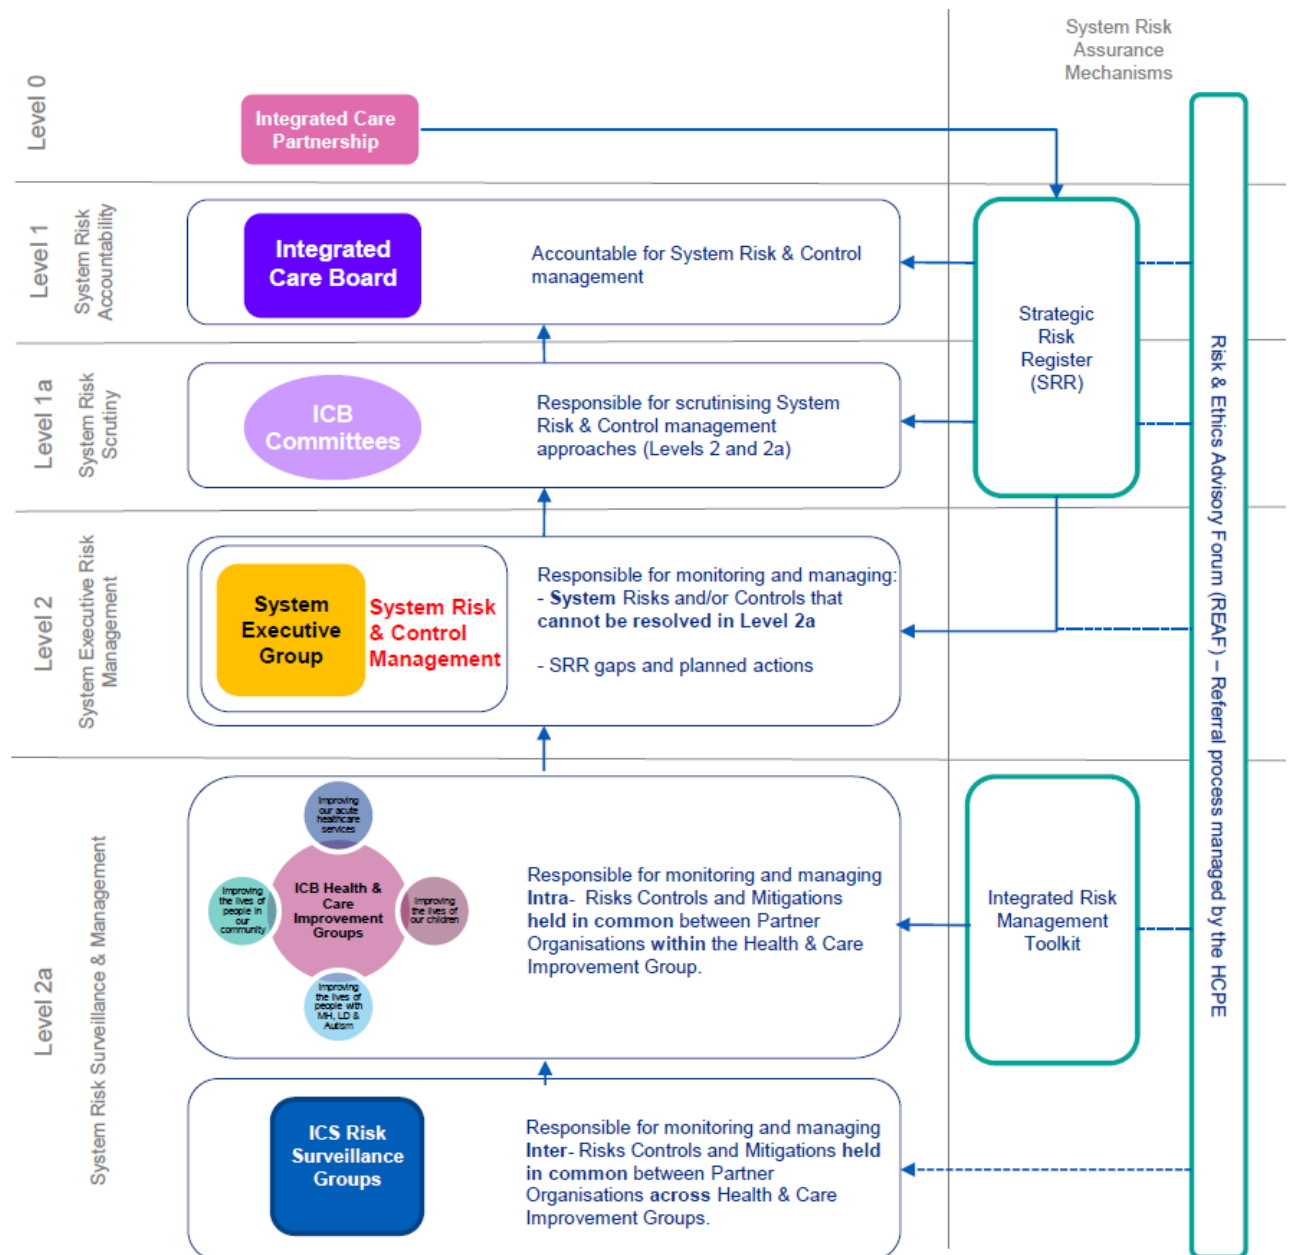 System Risk
Assurance
Mechanisms
Level 0
Integrated Care
Partnership
Level 1
System Risk
Accountability
Integrated
Care Board
Accountable for System Risk & Control
management
Strategic
Risk
Register
(SRR)
Level 1a
System Risk
Scrutiny
ICB
Committees
Responsible for scrutinising System
Risk & Control management
approaches (Levels 2 and 2a)
Level 2
System Executive Risk
Management
System
Executive
Group
System Risk
& Control
Management
Responsible for monitoring and managing:
- System Risks and/or Controls that
cannot be resolved in Level 2a
- SRR gaps and planned actions
Level 2a
System Risk Surveillance & Management
Improving
our acute
healthcare
services
Improving
the lives of
people in
our
community
ICB Health &
Care
Improvement
Groups
Improving
the lives of
our children
Improving
the lives of
people with
MH, LD &
Autism
Responsible for monitoring and managing
Intra- Risks Controls and Mitigations
held in common between Partner
Organisations within the Health & Care
Improvement Group.
Integrated Risk
Management
Toolkit
ICS Risk
Surveillance
Groups
Responsible for monitoring and managing
Inter- Risks Controls and Mitigations held
in common between Partner
Organisations across Health & Care
Improvement Groups.
Risk & Ethics Advisory Forum (REAF) – Referral process managed by the HCPE